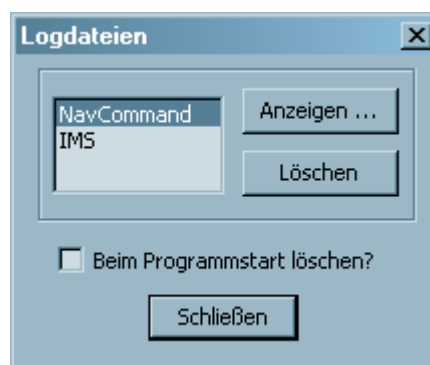 Logdateien
NavCommand
IMS
Anzeigen ...
Löschen
Beim Programmstart löschen?
Schließen